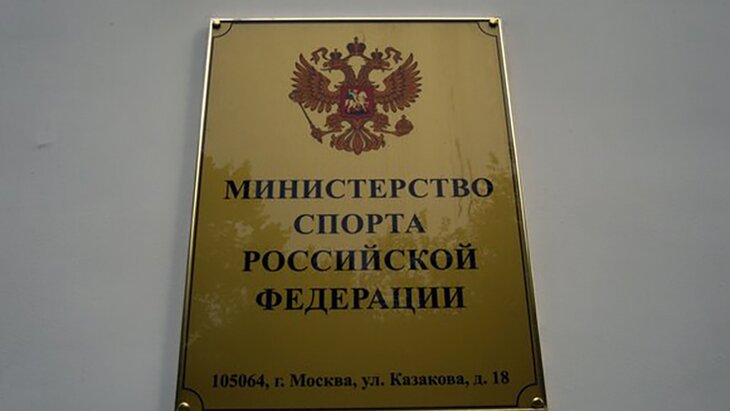 МИНИСТЕРСТВО
СПОРТА
РОССИЙСКОЙ
ФЕДЕРАЦИИ
105064, г. Москва, ул. Казакова, д. 18